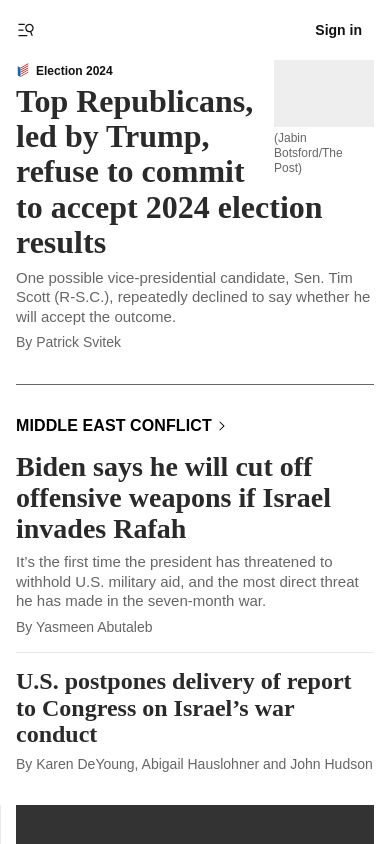 Sign in
Election 2024
Top Republicans,
led by Trump,
refuse to commit
to accept 2024 election
results
(Jabin
Botsford/The
Post)
One possible vice-presidential candidate, Sen. Tim
Scott (R-S.C.), repeatedly declined to say whether he
will accept the outcome.
By Patrick Svitek
MIDDLE EAST CONFLICT
Biden says he will cut off
offensive weapons if Israel
invades Rafah
It’s the first time the president has threatened to
withhold U.S. military aid, and the most direct threat
he has made in the seven-month war.
By Yasmeen Abutaleb
U.S. postpones delivery of report
to Congress on Israel’s war
conduct
By Karen DeYoung, Abigail Hauslohner and John Hudson